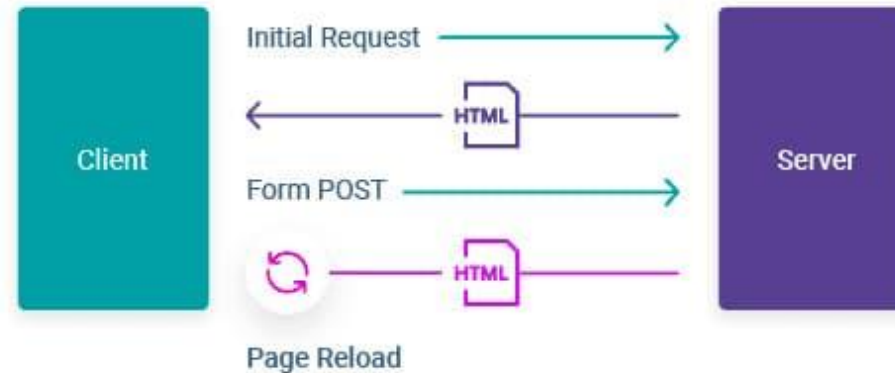 Initial Request
HTML
Client
Server
Form POST
HTML
Page Reload